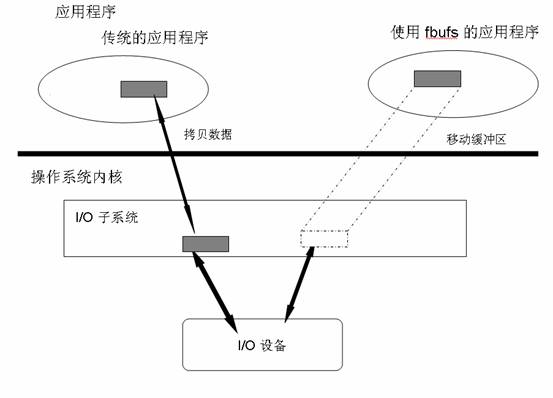 应用程序
传统的应用程序
使用 fbufs 的应用程序
拷贝数据
移动缓冲区
操作系统内核
I/O 子系统
I/O 设备